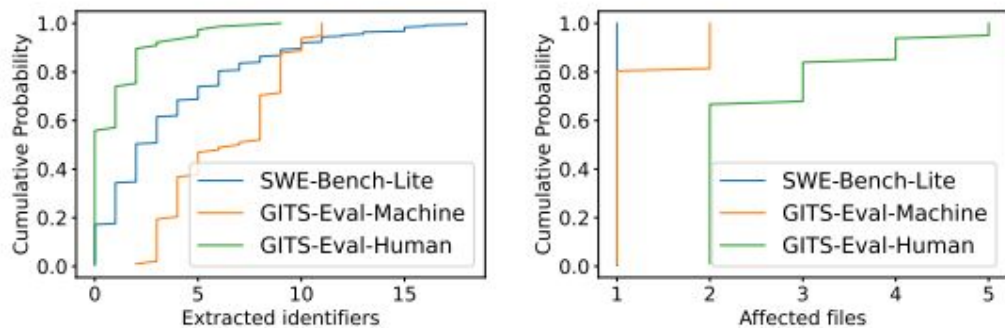 Cumulative Probability
1.0
0.8
0.6
0.4
0.2
0.0
SWE-Bench-Lite
GITS-Eval-Machine
GITS-Eval-Human
0 5 10 15
Extracted identifiers
Cumulative Probability
1.0
0.8
0.6
0.4
0.2
0.0
SWE-Bench-Lite
GITS-Eval-Machine
GITS-Eval-Human
1 2 3 4 5
Affected files